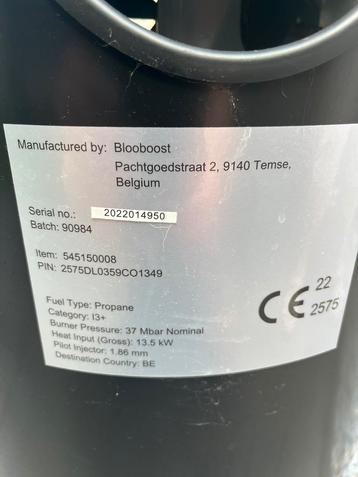 Manufactured by: Blooboost
Pachtgoedstraat 2, 9140 Temse,
Belgium
Serial no.: 2022014950
Batch: 90984
Item: 545150008
PIN: 2575DL0359CO1349
Fuel Type: Propane
Category: I3+
Burner Pressure: 37 Mbar Nominal
Heat Input (Gross): 13.5 kW
Pilot Injector: 1.86 mm
Destination Country: BE
CE 22
2575